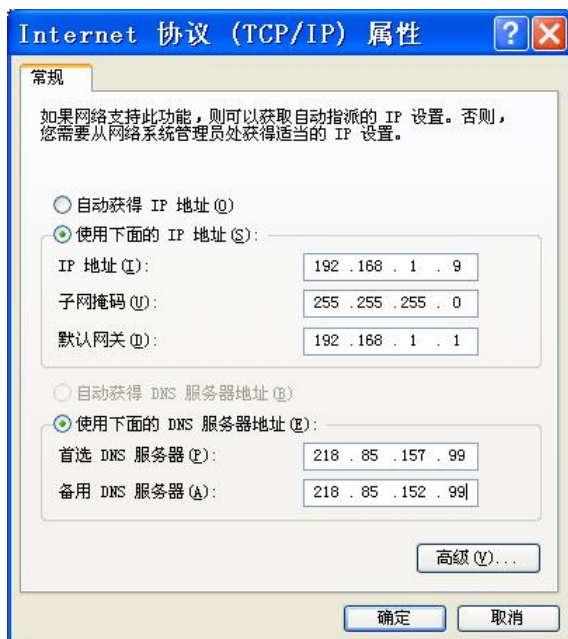 Internet 协议 (TCP/IP) 属性
常规
如果网络支持此功能，则可以获取自动指派的 IP 设置。否则，
您需要从网络系统管理员处获得适当的 IP 设置。
自动获得 IP 地址(O)
使用下面的 IP 地址(S):
IP 地址(I): 192 .168 . 1 . 9
子网掩码(U): 255 .255 .255 . 0
默认网关(D): 192 .168 . 1 . 1
自动获得 DNS 服务器地址(B)
使用下面的 DNS 服务器地址(E):
首选 DNS 服务器(P): 218 . 85 .157 . 99
备用 DNS 服务器(A): 218 . 85 .152 . 99
高级(V)...
确定 取消